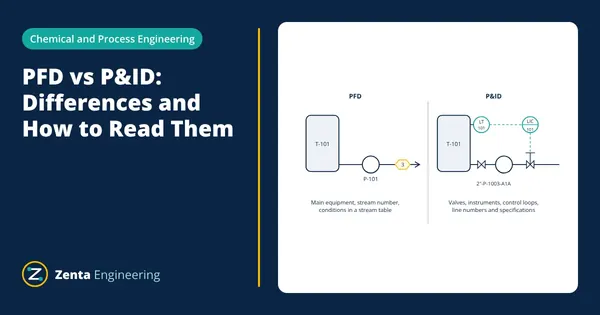 Chemical and Process Engineering
PFD vs P&ID:
Differences and
How to Read Them
Zenta Engineering
PFD
T-101
P-101
3
Main equipment, stream number,
conditions in a stream table
P&ID
LT
101
LIC
101
T-101
2"-P-1003-A1A
Valves, instruments, control loops,
line numbers and specifications